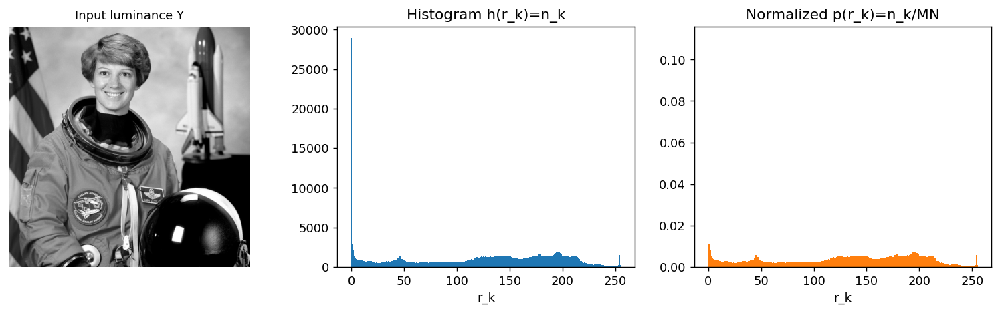 Input luminance Y
Histogram h(r_k)=n_k
30000
25000
20000
15000
10000
5000
0
0 50 100 150 200 250
r_k
Normalized p(r_k)=n_k/MN
0.10
0.08
0.06
0.04
0.02
0.00
0 50 100 150 200 250
r_k